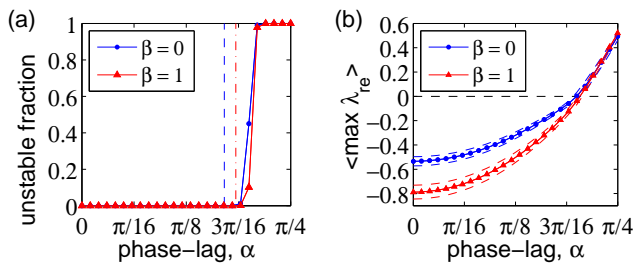 (a)
unstable fraction
1
0.8
0.6
0.4
0.2
0
β = 0
β = 1
0 π/16 π/8 3π/16 π/4
phase−lag, α
(b)
<max λre>
0.6
0.4
0.2
0
−0.2
−0.4
−0.6
−0.8
β = 0
β = 1
0 π/16 π/8 3π/16 π/4
phase−lag, α